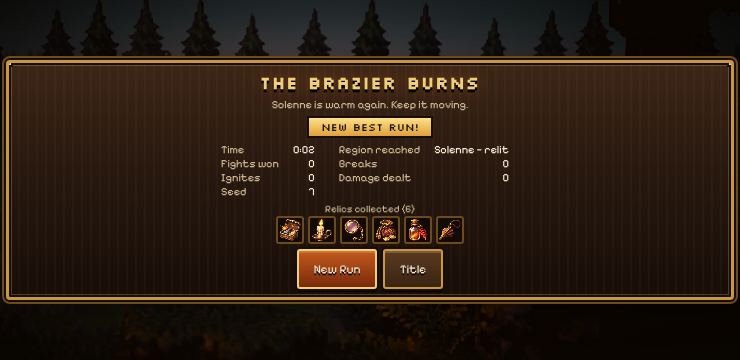 THE BRAZIER BURNS
Solenne is warm again. Keep it moving.
NEW BEST RUN!
Time 0:02 Region reached Solenne - relit
Fights won 0 Breaks 0
Ignites 0 Damage dealt 0
Seed 7
Relics collected (6)
New Run Title